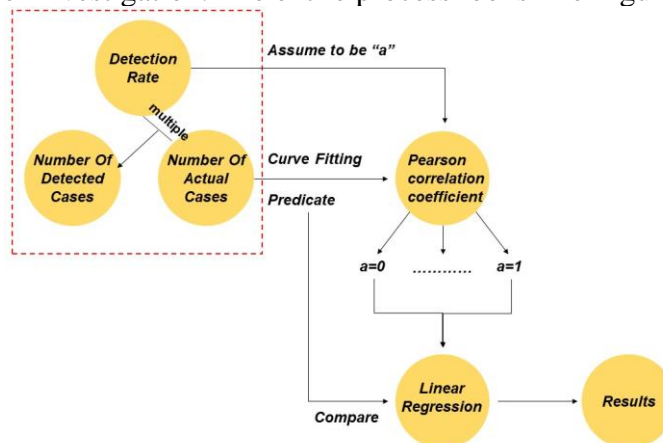 Detection
Rate
Assume to be “a”
multiple
Number Of
Detected
Cases
Number Of
Actual
Cases
Curve Fitting
Predicate
Pearson
correlation
coefficient
a=0
............
a=1
Linear
Regression
Compare
Results